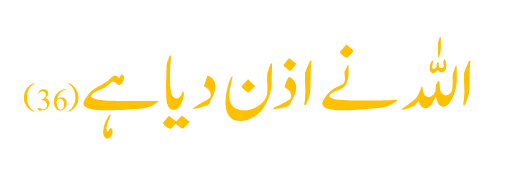 اللہ نے اذن دیا ہے (36)